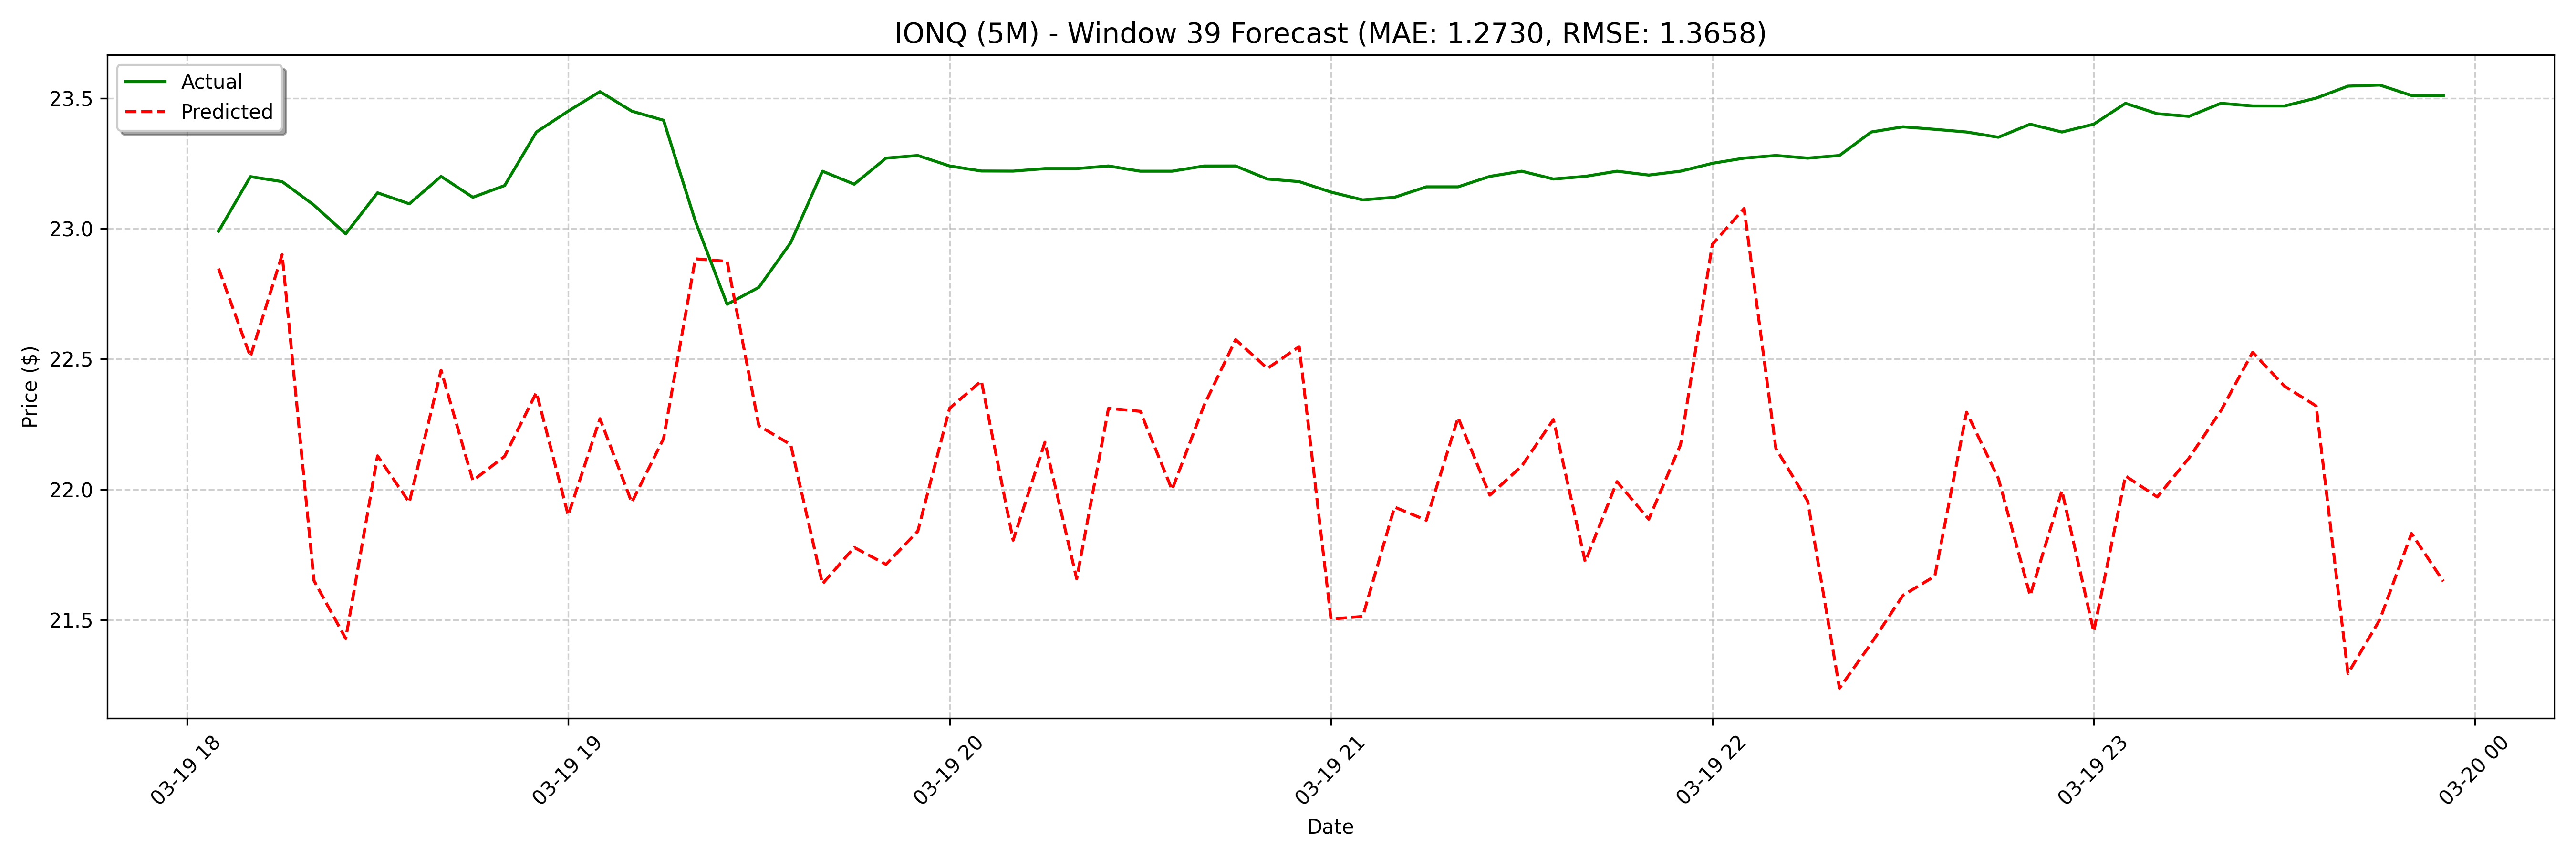 IONQ (5M) - Window 39 Forecast (MAE: 1.2730, RMSE: 1.3658)
Actual
Predicted
23.5
23.0
22.5
22.0
21.5
Price ($)
03-19 18
03-19 19
03-19 20
03-19 21
03-19 22
03-19 23
03-20 00
Date